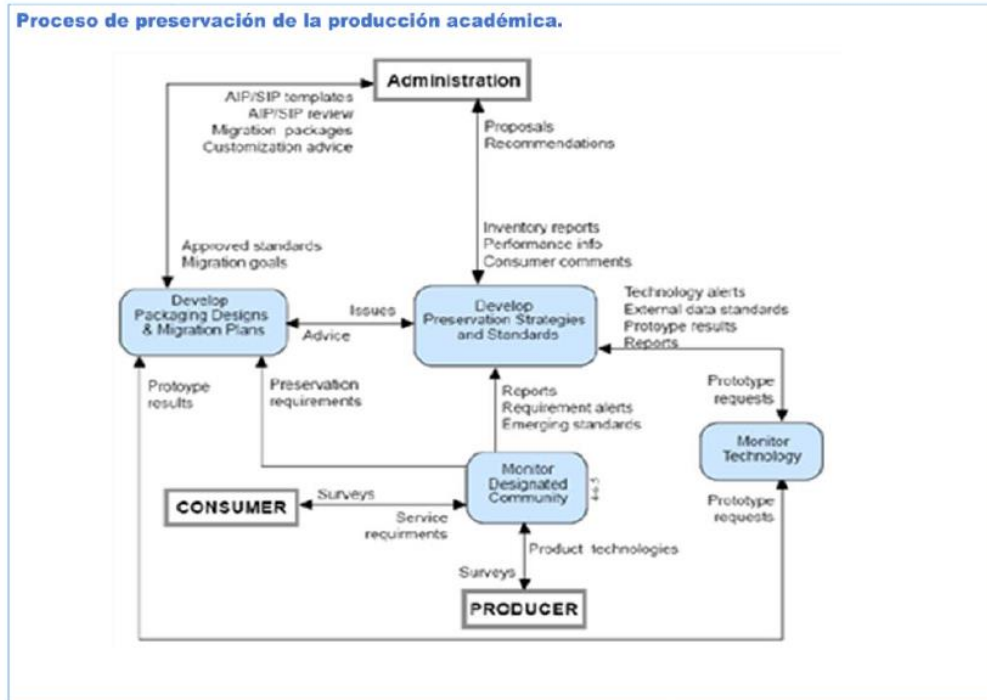 Proceso de preservación de la producción académica.
Administration
AIP/SIP templates
AIP/SIP review
Migration packages
Customization advice
Proposals
Recommendations
Inventory reports
Performance info
Consumer comments
Approved standards
Migration goals
Develop
Packaging Designs
& Migration Plans
Issues
Advice
Develop
Preservation Strategies
and Standards
Technology alerts
External data standards
Prototype results
Reports
Protoype
results
Preservation
requirements
Reports
Requirement alerts
Emerging standards
Prototype
requests
Monitor
Technology
Monitor
Designated
Community
4-6.5
CONSUMER
Surveys
Service
requirments
Prototype
requests
Product technologies
Surveys
PRODUCER